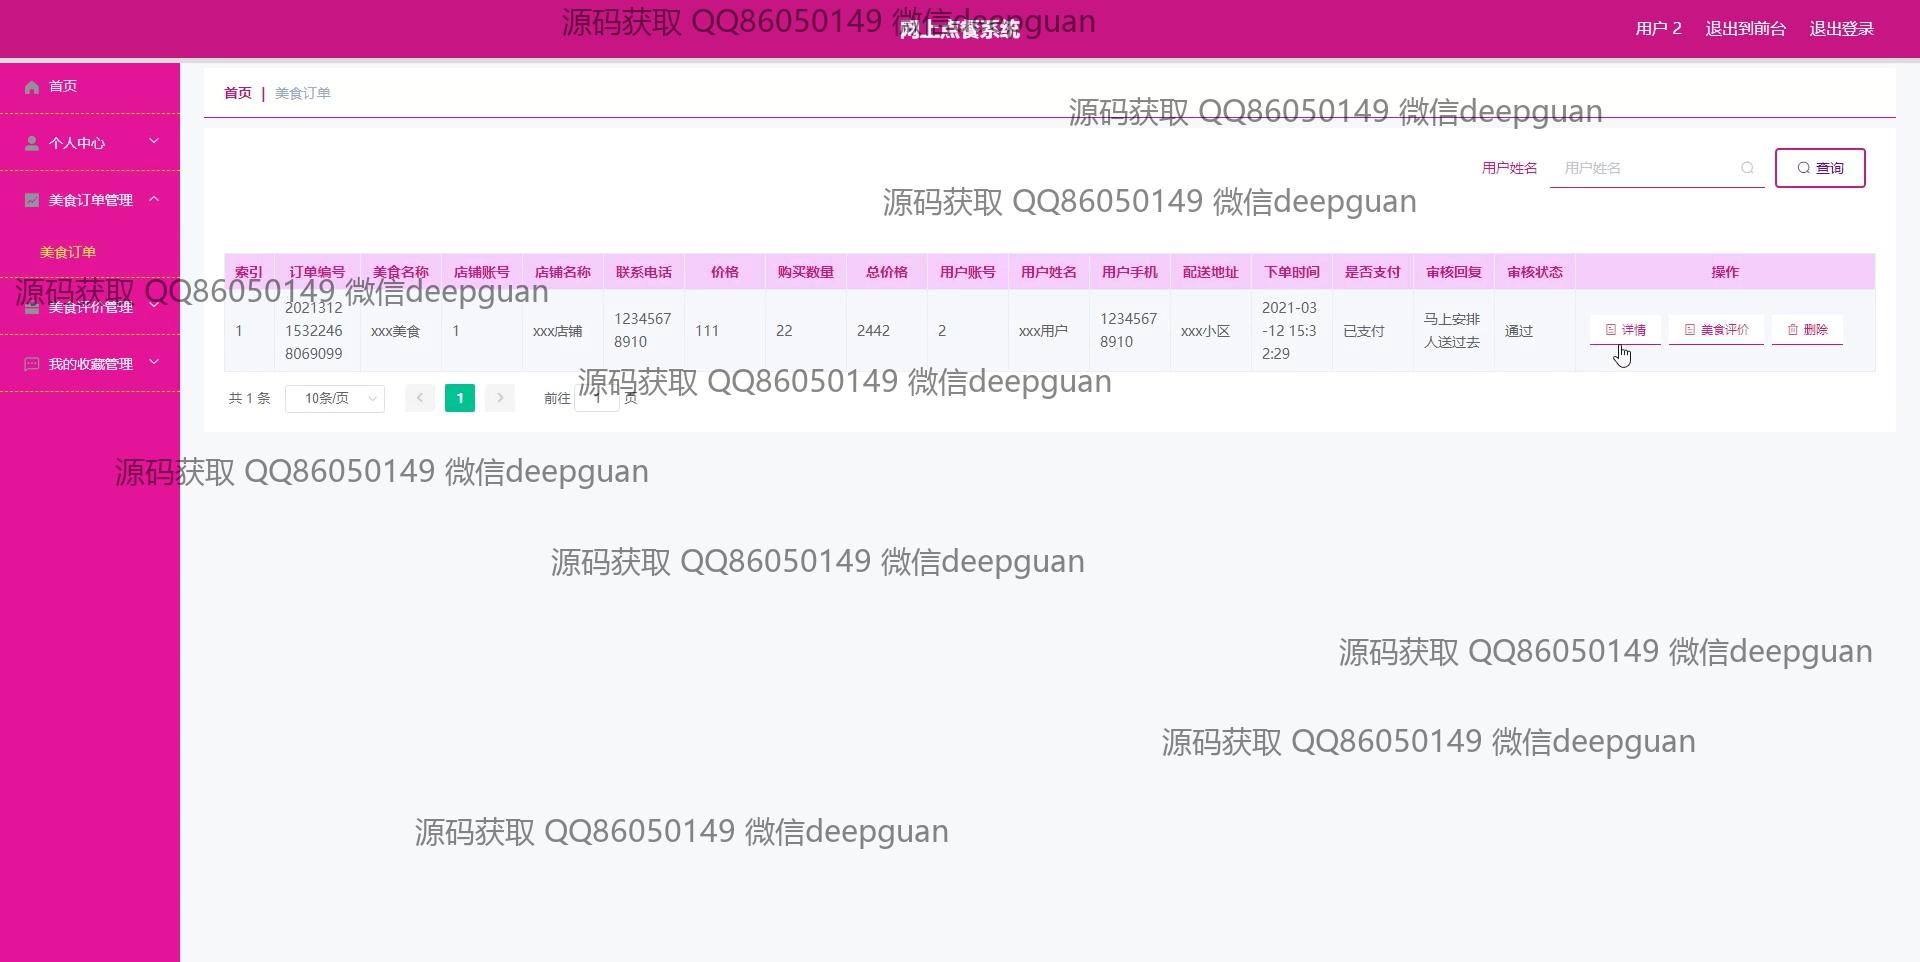 源码获取 QQ86050149 微信deepguan
网上点餐系统
用户 2 退出到前台 退出登录
首页
个人中心
美食订单管理
美食订单
美食评价管理
我的收藏管理
首页 | 美食订单
源码获取 QQ86050149 微信deepguan
用户姓名 用户姓名 查询
源码获取 QQ86050149 微信deepguan
索引 订单编号 美食名称 店铺账号 店铺名称 联系电话 价格 购买数量 总价格 用户账号 用户姓名 用户手机 配送地址 下单时间 是否支付 审核回复 审核状态 操作
源码获取 QQ86050149 微信deepguan
1
2021312
1532246
8069099
xxx美食
1
xxx店铺
1234567
8910
111
22
2442
2
xxx用户
1234567
8910
xxx小区
2021-03
-12 15:3
2:29
已支付
马上安排
人送过去
通过
详情 美食评价 删除
源码获取 QQ86050149 微信deepguan
共 1 条 10条/页 1 前往 1 页
源码获取 QQ86050149 微信deepguan
源码获取 QQ86050149 微信deepguan
源码获取 QQ86050149 微信deepguan
源码获取 QQ86050149 微信deepguan
源码获取 QQ86050149 微信deepguan